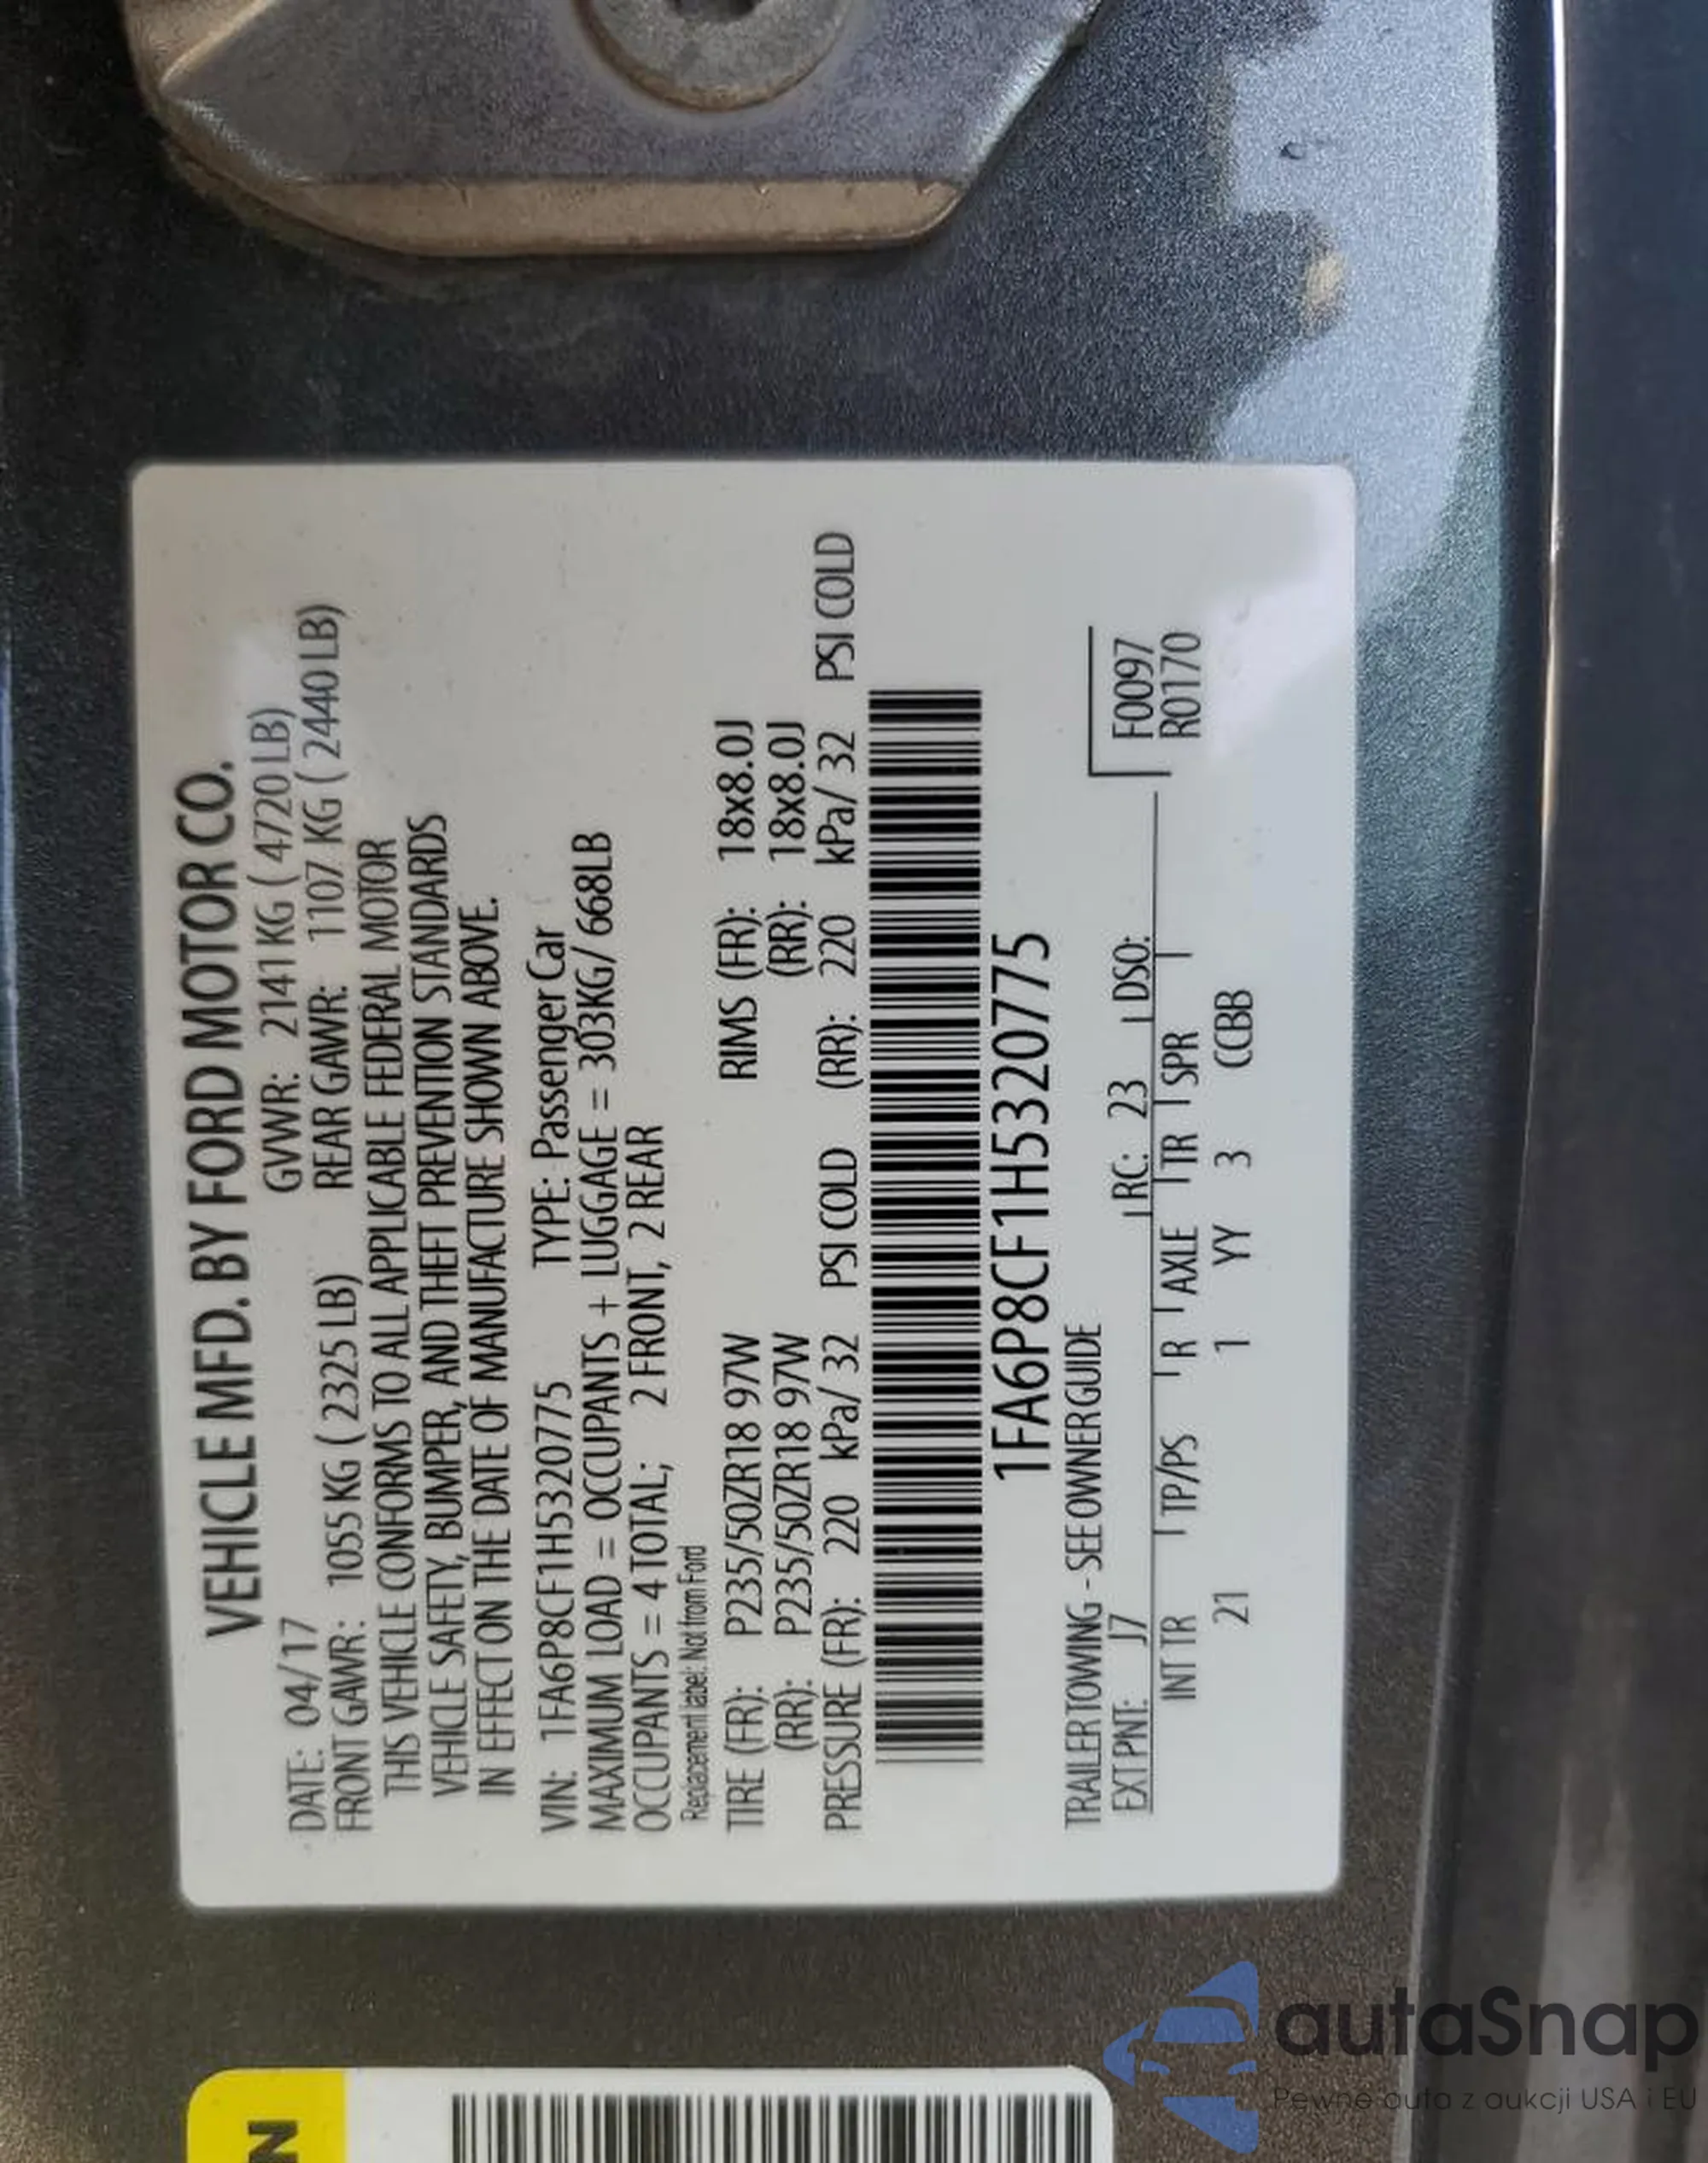 VEHICLE MFD. BY FORD MOTOR CO.
DATE: 04/17 GVWR: 2141 KG ( 4720 LB)
FRONT GAWR: 1055 KG ( 2325 LB) REAR GAWR: 1107 KG ( 2440 LB)
THIS VEHICLE CONFORMS TO ALL APPLICABLE FEDERAL MOTOR
VEHICLE SAFETY, BUMPER, AND THEFT PREVENTION STANDARDS
IN EFFECT ON THE DATE OF MANUFACTURE SHOWN ABOVE.
VIN: 1FA6P8CF1H5320775 TYPE: Passenger Car
MAXIMUM LOAD = OCCUPANTS + LUGGAGE = 303KG/ 668LB
OCCUPANTS = 4 TOTAL; 2 FRONT, 2 REAR
Replacement label: Not from Ford
TIRE (FR): P235/50ZR18 97W RIMS (FR): 18x8.0J
(RR): P235/50ZR18 97W (RR): 18x8.0J
PRESSURE (FR): 220 kPa/ 32 PSI COLD (RR): 220 kPa/ 32 PSI COLD
1FA6P8CF1H5320775
TRAILER TOWING - SEE OWNER GUIDE
EXT PNT: J7 RC: 23 DSO: F0097
INT TR TP/PS R AXLE TR SPR R0170
21 1 YY 3 CCBB
autaSnap
Pewne auta z aukcji USA i EU